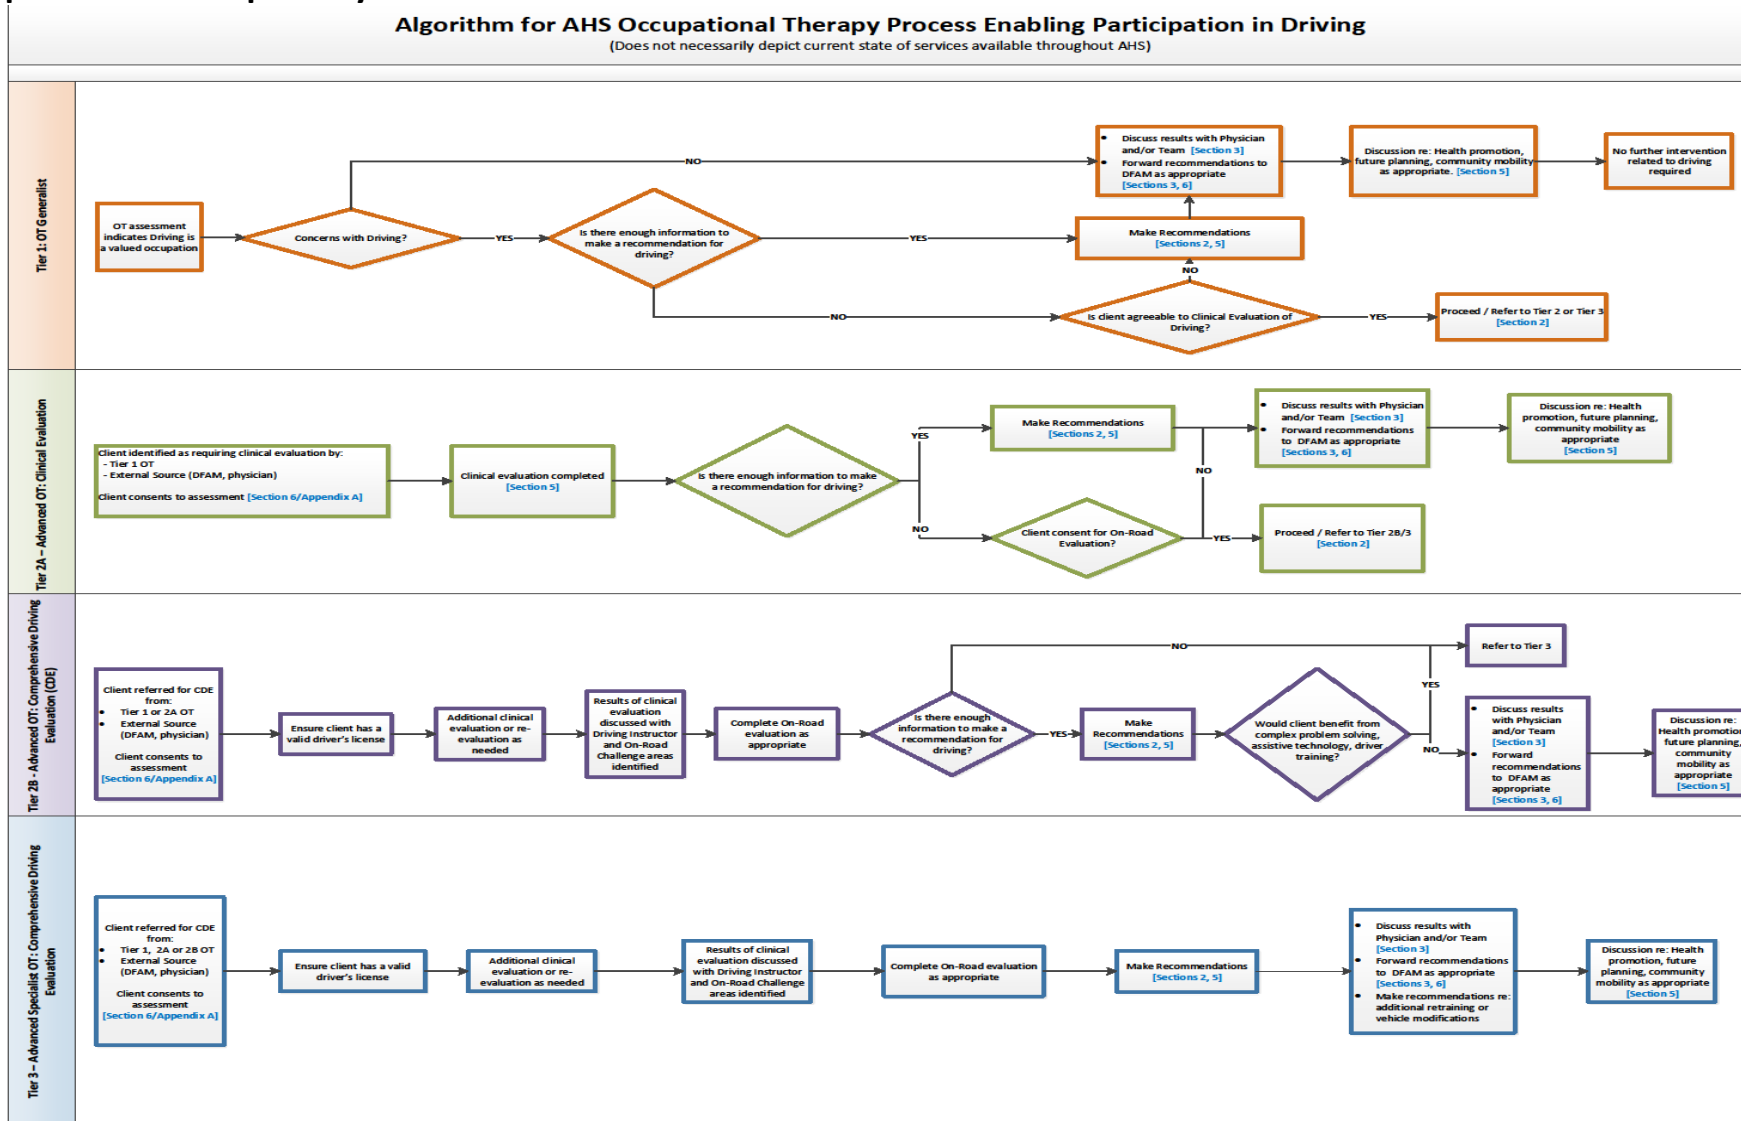 Algorithm for AHS Occupational Therapy Process Enabling Participation in Driving
(Does not necessarily depict current state of services available throughout AHS)
Tier 1: OT Generalist
OT assessment
indicates Driving is
a valued occupation
Concerns with Driving?
NO
YES
Is there enough information to
make a recommendation for
driving?
YES
NO
Make Recommendations
[Sections 2, 5]
NO
Is client agreeable to Clinical Evaluation of
Driving?
YES
Proceed / Refer to Tier 2 or Tier 3
[Section 2]
• Discuss results with Physician
and/or Team [Section 3]
• Forward recommendations to
DFAM as appropriate
[Sections 3, 6]
Discussion re: Health promotion,
future planning, community mobility
as appropriate. [Section 5]
No further intervention
related to driving
required
Tier 2A – Advanced OT: Clinical Evaluation
Client identified as requiring clinical evaluation by:
- Tier 1 OT
- External Source (DFAM, physician)
Client consents to assessment [Section 6/Appendix A]
Clinical evaluation completed
[Section 5]
Is there enough information to make
a recommendation for driving?
YES
NO
Make Recommendations
[Sections 2, 5]
Client consent for On-Road
Evaluation?
NO
YES
• Discuss results with Physician
and/or Team [Section 3]
• Forward recommendations
to DFAM as appropriate
[Sections 3, 6]
Proceed / Refer to Tier 2B/3
[Section 2]
Discussion re: Health
promotion, future planning,
community mobility as
appropriate
[Section 5]
Tier 2B - Advanced OT: Comprehensive Driving
Evaluation (CDE)
Client referred for CDE
from:
• Tier 1 or 2A OT
• External Source
(DFAM, physician)
Client consents to
assessment
[Section 6/Appendix A]
Ensure client has a
valid driver's license
Additional clinical
evaluation or re-
evaluation as
needed
Results of clinical
evaluation
discussed with
Driving Instructor
and On-Road
Challenge areas
identified
Complete On-Road
evaluation as
appropriate
Is there enough
information to make a
recommendation for
driving?
NO
YES
Make
Recommendations
[Sections 2, 5]
Would client benefit from
complex problem solving,
assistive technology, driver
training?
YES
NO
Refer to Tier 3
• Discuss results
with Physician
and/or Team
[Section 3]
• Forward
recommendations
to DFAM as
appropriate
[Sections 3, 6]
Discussion re:
Health promotion,
future planning,
community
mobility as
appropriate
[Section 5]
Tier 3 – Advanced Specialist OT: Comprehensive Driving
Evaluation
Client referred for CDE
from:
• Tier 1, 2A or 2B OT
• External Source
(DFAM, physician)
Client consents to
assessment
[Section 6/Appendix A]
Ensure client has a valid
driver's license
Additional clinical
evaluation or re-
evaluation as needed
Results of clinical
evaluation discussed
with Driving Instructor
and On-Road Challenge
areas identified
Complete On-Road evaluation
as appropriate
Make Recommendations
[Sections 2, 5]
• Discuss results with
Physician and/or Team
[Section 3]
• Forward recommendations
to DFAM as appropriate
[Sections 3, 6]
• Make recommendations re:
additional retraining or
vehicle modifications
Discussion re: Health
promotion, future
planning, community
mobility as appropriate
[Section 5]